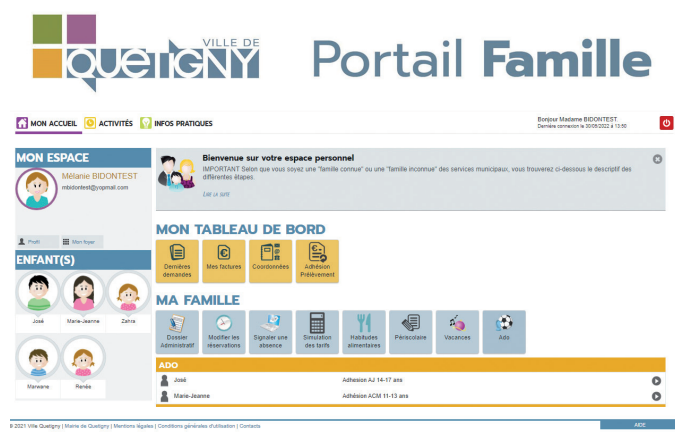 VILLE DE
QUETIGNY
Portail Famille
MON ACCUEIL
ACTIVITÉS
INFOS PRATIQUES
Bonjour Madame BIDONTEST
Dernière connexion le 30/05/2022 à 13:50
MON ESPACE
Mélanie BIDONTEST
mbidontest@yopmail.com
Profil
Mon foyer
ENFANT(S)
José
Marie-Jeanne
Zahra
Marwane
Renée
Bienvenue sur votre espace personnel
IMPORTANT Selon que vous soyez une "famille connue" ou une "famille inconnue" des services municipaux, vous trouverez ci-dessous le descriptif des
différentes étapes.
LIRE LA SUITE
MON TABLEAU DE BORD
Dernières
demandes
Mes factures
Coordonnées
Adhésion
Prélèvement
MA FAMILLE
Dossier
Administratif
Modifier les
réservations
Signaler une
absence
Simulation
des tarifs
Habitudes
alimentaires
Périscolaire
Vacances
Ado
ADO
José
Adhesion AJ 14-17 ans
Marie-Jeanne
Adhésion ACM 11-13 ans
© 2021 Ville Quetigny | Mairie de Quetigny | Mentions légales | Conditions générales d'utilisation | Contacts
AIDE